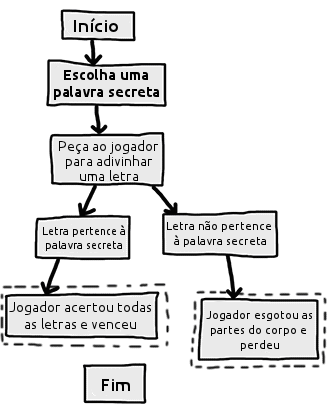 Início
Escolha uma
palavra secreta
Peça ao jogador
para adivinhar
uma letra
Letra pertence à
palavra secreta
Letra não pertence
à palavra secreta
Jogador acertou todas
as letras e venceu
Jogador esgotou as
partes do corpo e
perdeu
Fim